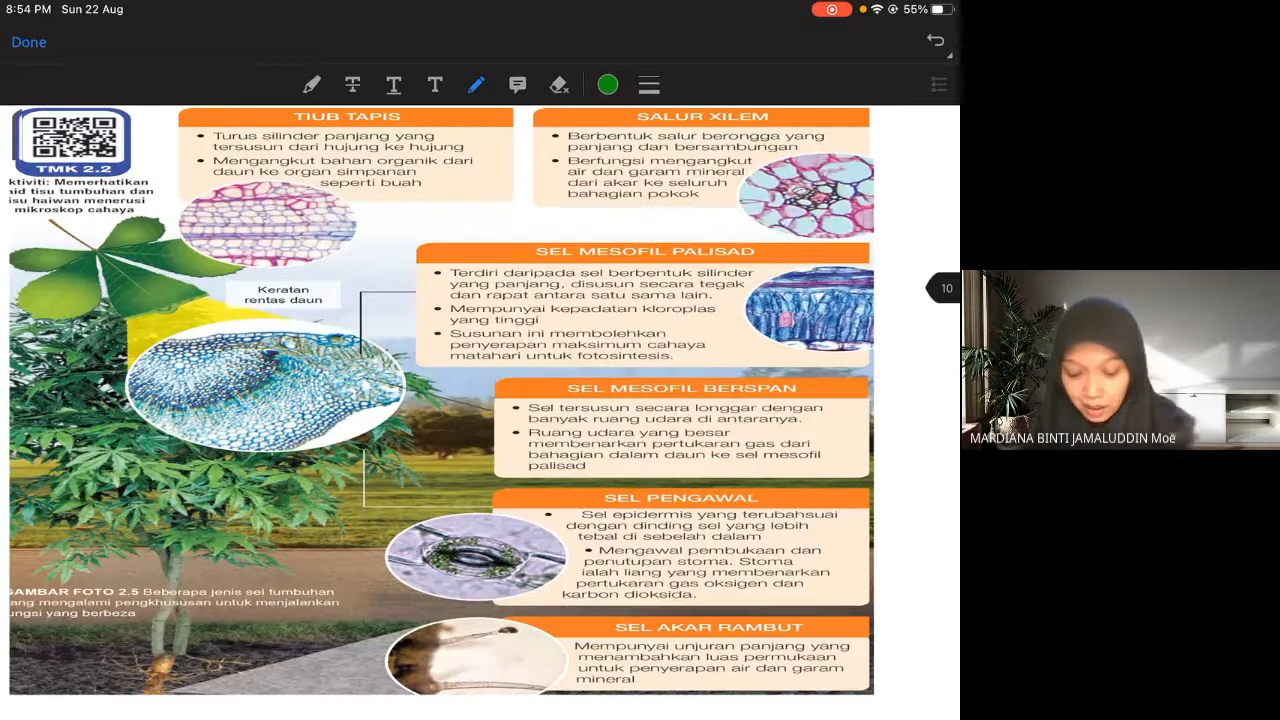 8:54 PM Sun 22 Aug
55%
Done
TMK 2.2
ktiviti: Memerhatikan
aid tisu tumbuhan dan
isu haiwan menerusi
mikroskop cahaya
TIUB TAPIS
• Turus silinder panjang yang
tersusun dari hujung ke hujung
• Mengangkut bahan organik dari
daun ke organ simpanan
seperti buah
SALUR XILEM
• Berbentuk salur berongga yang
panjang dan bersambungan
• Berfungsi mengangkut
air dan garam mineral
dari akar ke seluruh
bahagian pokok
Keratan
rentas daun
SEL MESOFIL PALISAD
• Terdiri daripada sel berbentuk silinder
yang panjang, disusun secara tegak
dan rapat antara satu sama lain.
• Mempunyai kepadatan kloroplas
yang tinggi
• Susunan ini membolehkan
penyerapan maksimum cahaya
matahari untuk fotosintesis.
10
SEL MESOFIL BERSPAN
• Sel tersusun secara longgar dengan
banyak ruang udara di antaranya.
• Ruang udara yang besar
membenarkan pertukaran gas dari
bahagian dalam daun ke sel mesofil
palisad
SEL PENGAWAL
• Sel epidermis yang terubahsuai
dengan dinding sel yang lebih
tebal di sebelah dalam
• Mengawal pembukaan dan
penutupan stoma. Stoma
ialah liang yang membenarkan
pertukaran gas oksigen dan
karbon dioksida.
GAMBAR FOTO 2.5 Beberapa jenis sel tumbuhan
ang mengalami pengkhususan untuk menjalankan
ungsi yang berbeza
SEL AKAR RAMBUT
Mempunyai unjuran panjang yang
menambahkan luas permukaan
untuk penyerapan air dan garam
mineral
MARDIANA BINTI JAMALUDDIN Moe